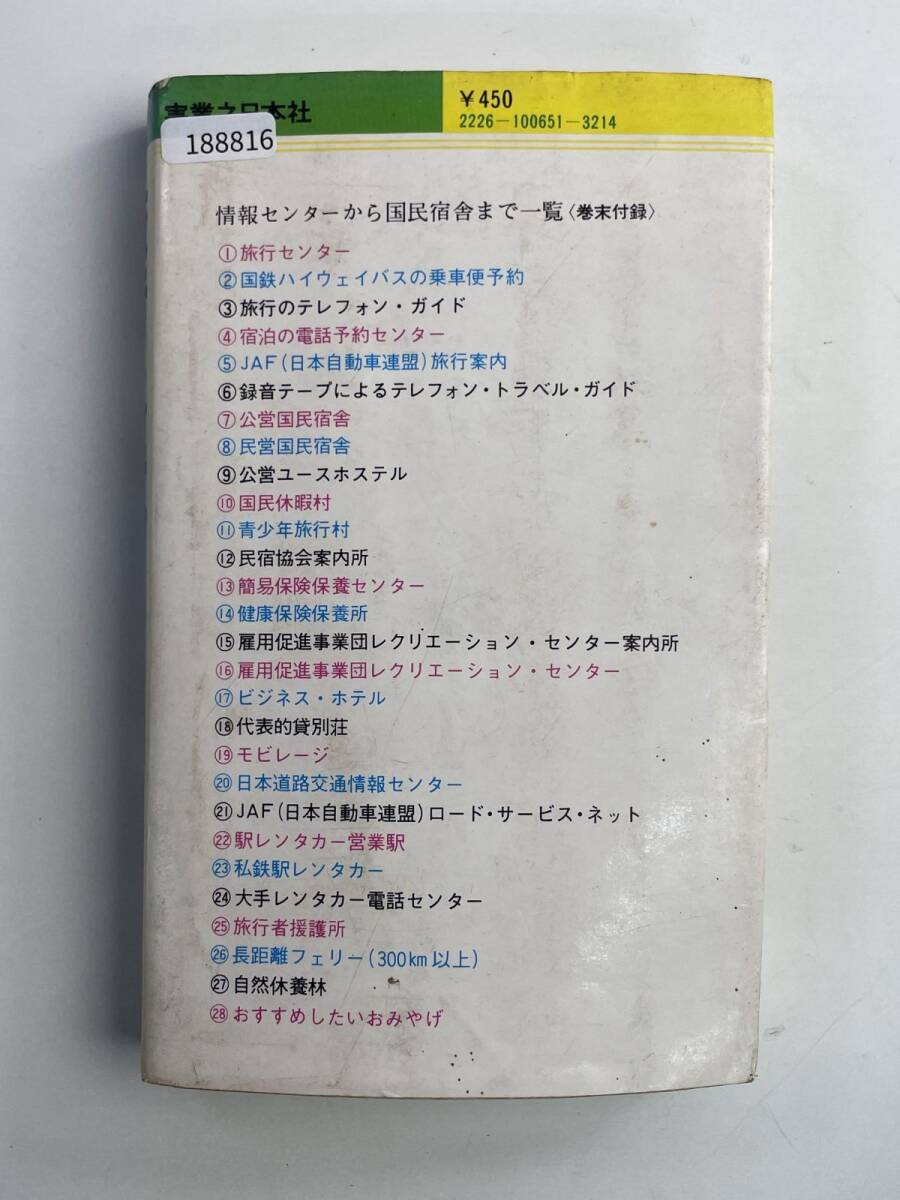 実業之日本社
¥450
2226-100651-3214
188816
情報センターから国民宿舎まで一覧〈巻末付録〉
①旅行センター
②国鉄ハイウェイバスの乗車便予約
③旅行のテレフォン・ガイド
④宿泊の電話予約センター
⑤JAF(日本自動車連盟)旅行案内
⑥録音テープによるテレフォン・トラベル・ガイド
⑦公営国民宿舎
⑧民営国民宿舎
⑨公営ユースホステル
⑩国民休暇村
⑪青少年旅行村
⑫民宿協会案内所
⑬簡易保険保養センター
⑭健康保険保養所
⑮雇用促進事業団レクリエーション・センター案内所
⑯雇用促進事業団レクリエーション・センター
⑰ビジネス・ホテル
⑱代表的貸別荘
⑲モビレージ
⑳日本道路交通情報センター
㉑JAF(日本自動車連盟)ロード・サービス・ネット
㉒駅レンタカー営業駅
㉓私鉄駅レンタカー
㉔大手レンタカー電話センター
㉕旅行者援護所
㉖長距離フェリー(300km以上)
㉗自然休養林
㉘おすすめしたいおみやげ